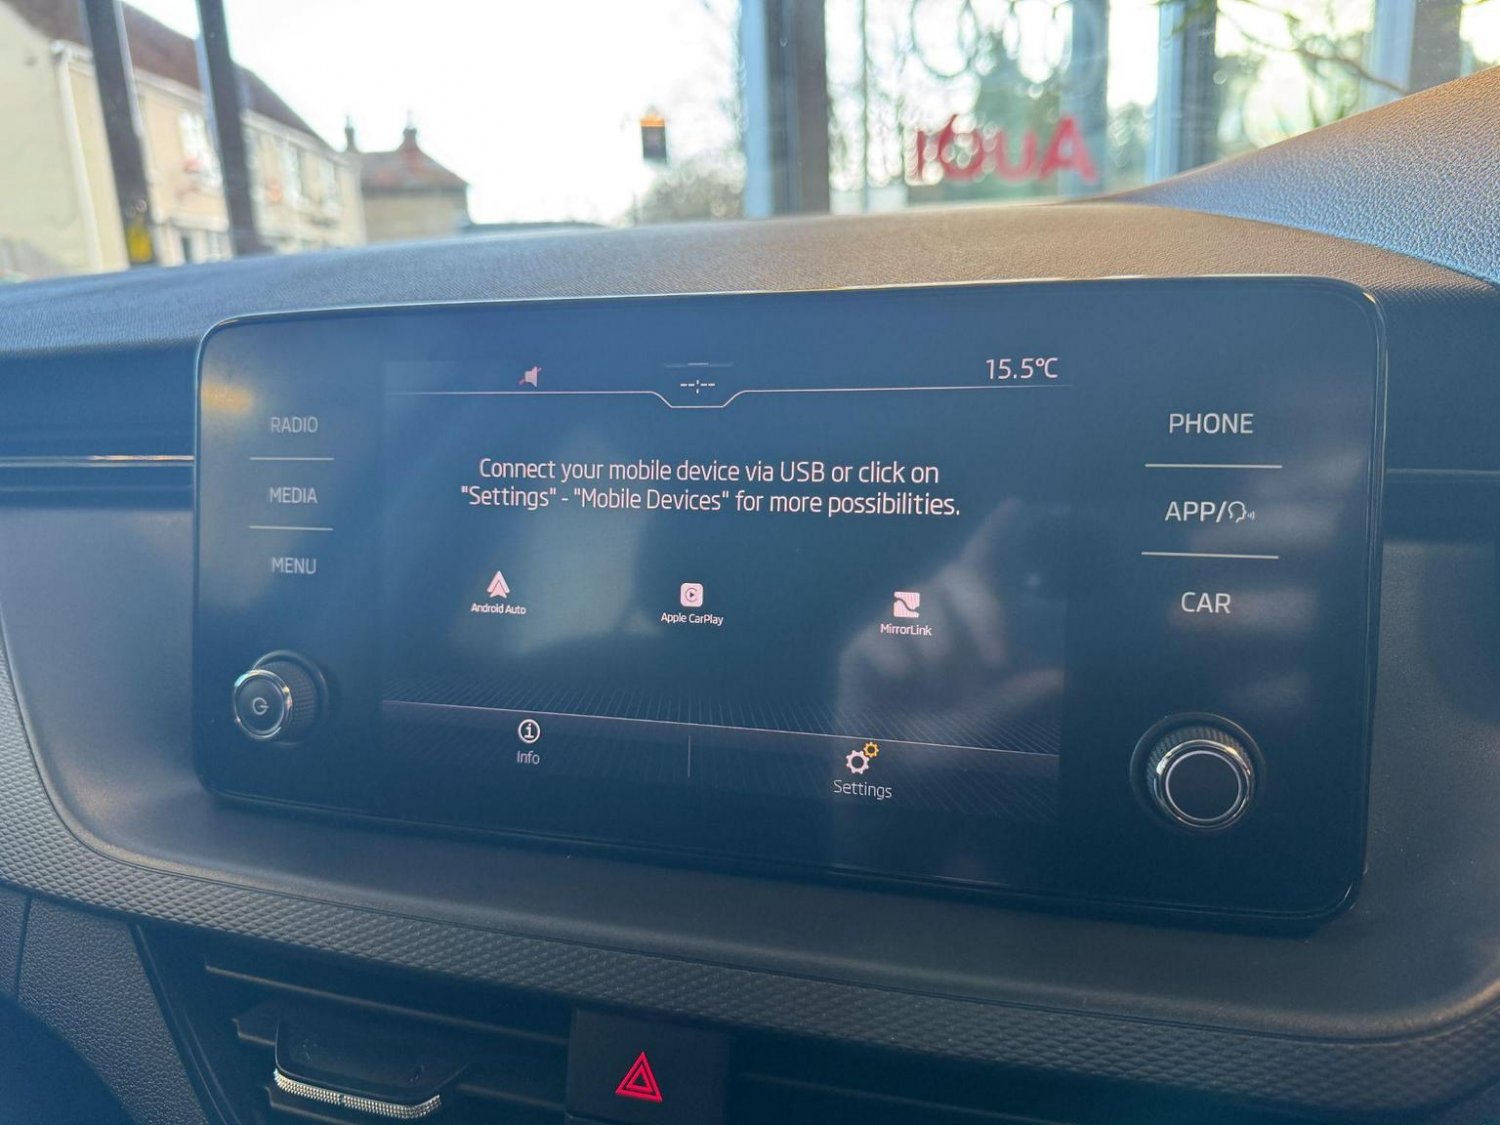 AUDI
15.5°C
--:--
RADIO
MEDIA
MENU
Connect your mobile device via USB or click on
"Settings" - "Mobile Devices" for more possibilities.
Android Auto
Apple CarPlay
MirrorLink
Info
Settings
PHONE
APP/
CAR